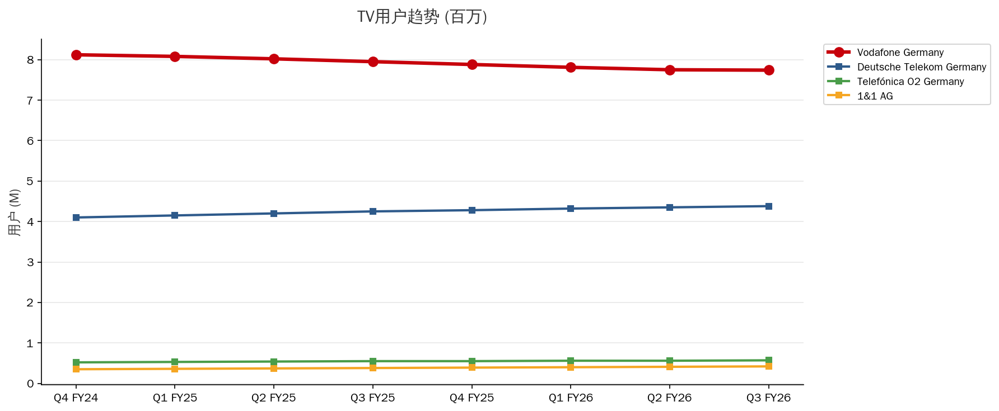 TV用户趋势 (百万)
用户 (M)
8
7
6
5
4
3
2
1
0
Q4 FY24 Q1 FY25 Q2 FY25 Q3 FY25 Q4 FY25 Q1 FY26 Q2 FY26 Q3 FY26
Vodafone Germany
Deutsche Telekom Germany
Telefónica O2 Germany
1&1 AG